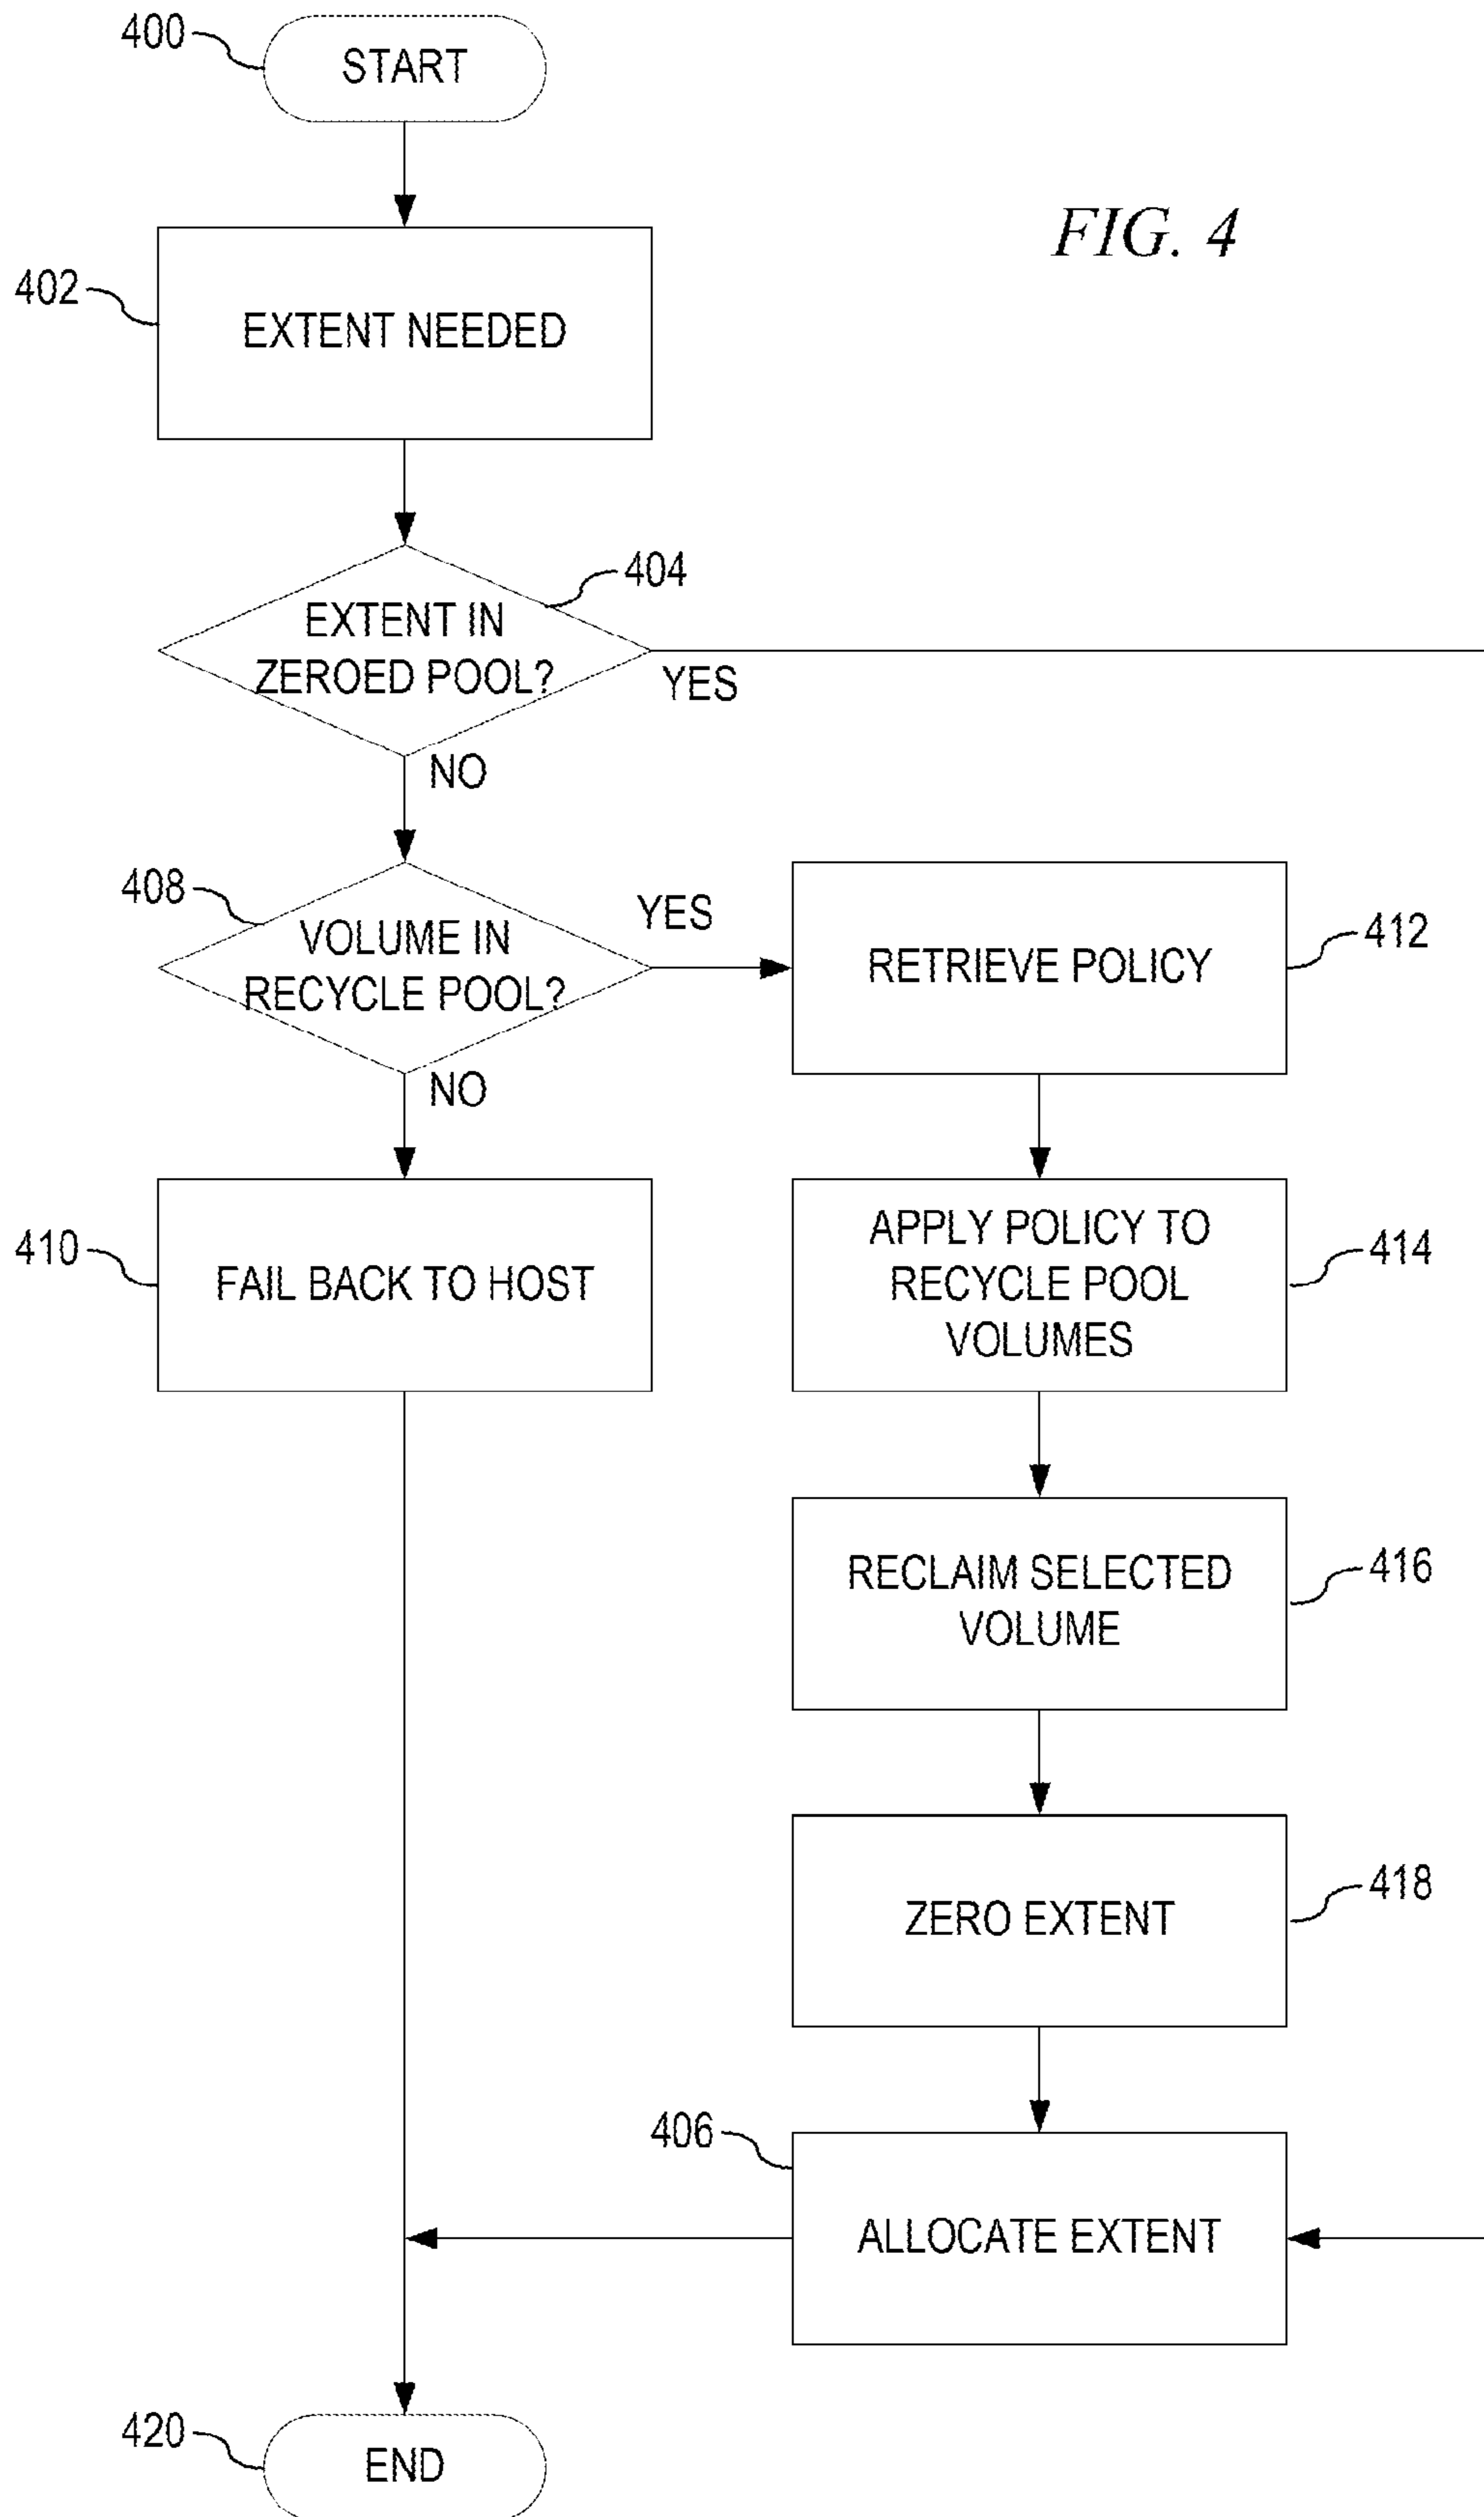 400
START
FIG. 4
402
EXTENT NEEDED
404
EXTENT IN
ZEROED POOL?
YES
NO
408
VOLUME IN
RECYCLE POOL?
YES
NO
RETRIEVE POLICY
412
410
FAIL BACK TO HOST
APPLY POLICY TO
RECYCLE POOL
VOLUMES
414
RECLAIM SELECTED
VOLUME
416
ZERO EXTENT
418
406
ALLOCATE EXTENT
420
END